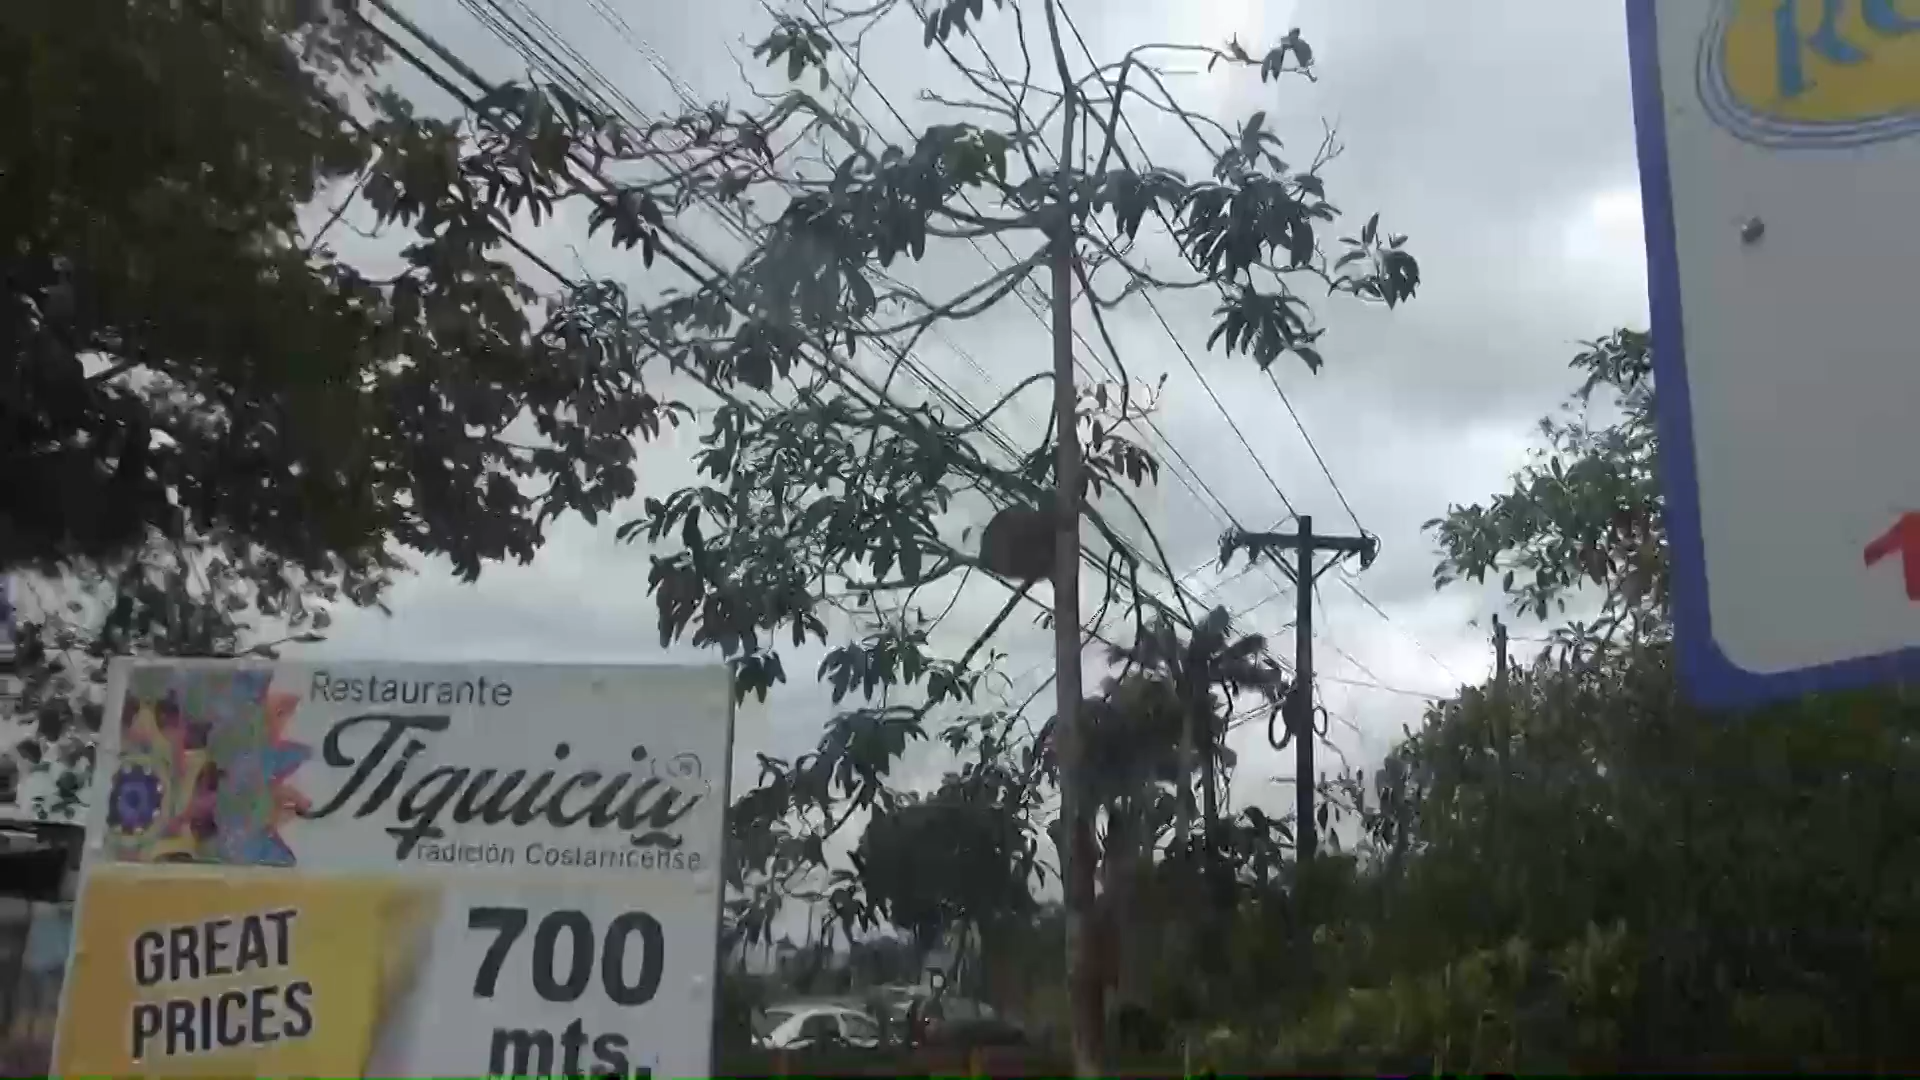 Restaurante
Tiquicia
Tradición Costarricense
GREAT
PRICES
700
mts.